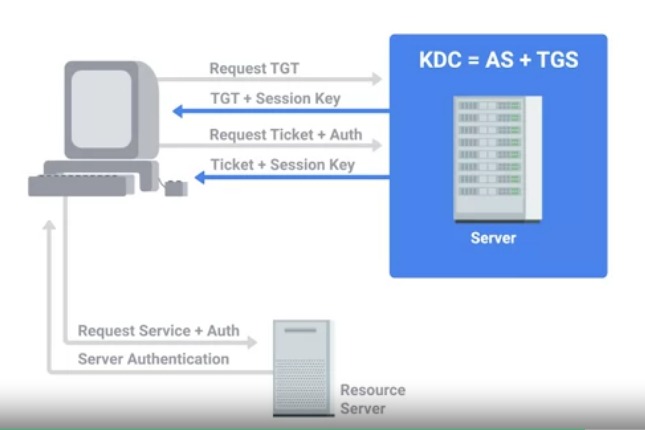 KDC = AS + TGS
Request TGT
TGT + Session Key
Request Ticket + Auth
Ticket + Session Key
Server
Request Service + Auth
Server Authentication
Resource
Server